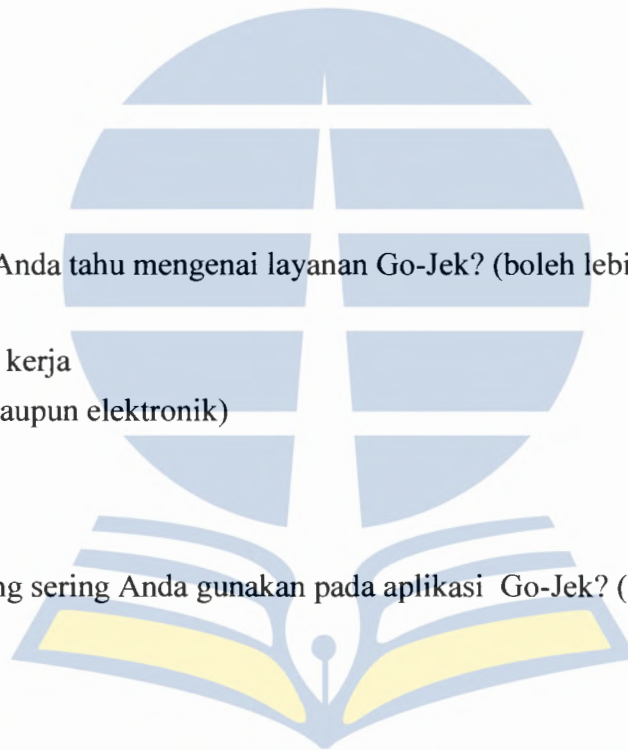 Anda tahu mengenai layanan Go-Jek? (boleh lebi
kerja
aupun elektronik)
ng sering Anda gunakan pada aplikasi Go-Jek? (